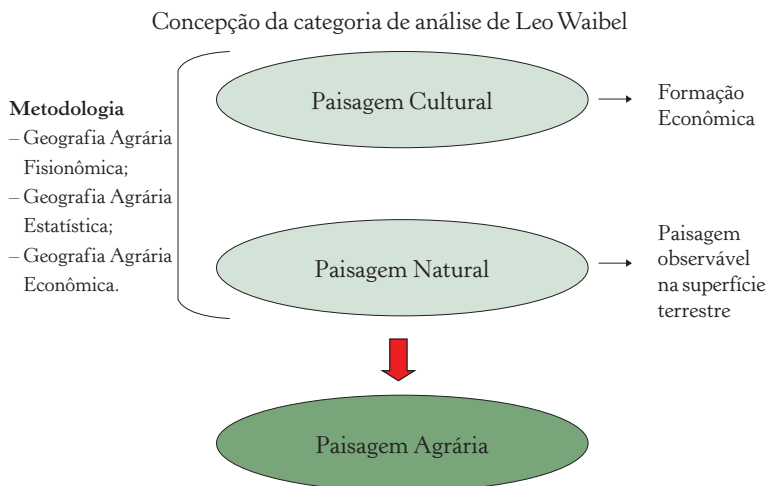 Concepção da categoria de análise de Leo Waibel
Metodologia
– Geografia Agrária
Fisionômica;
– Geografia Agrária
Estatística;
– Geografia Agrária
Econômica.
Paisagem Cultural
Formação
Econômica
Paisagem Natural
Paisagem
observável
na superfície
terrestre
Paisagem Agrária